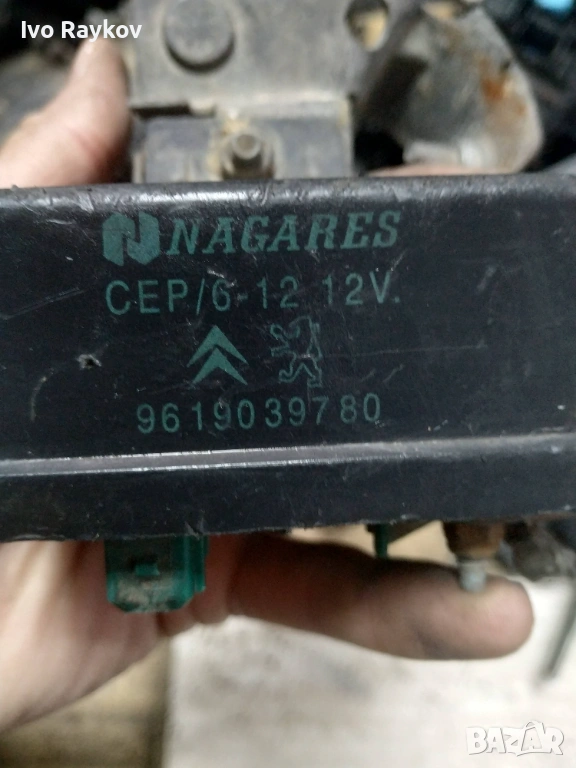 Ivo Raykov
NAGARES
CEP/6-12 12V.
9619039780
BAZAR